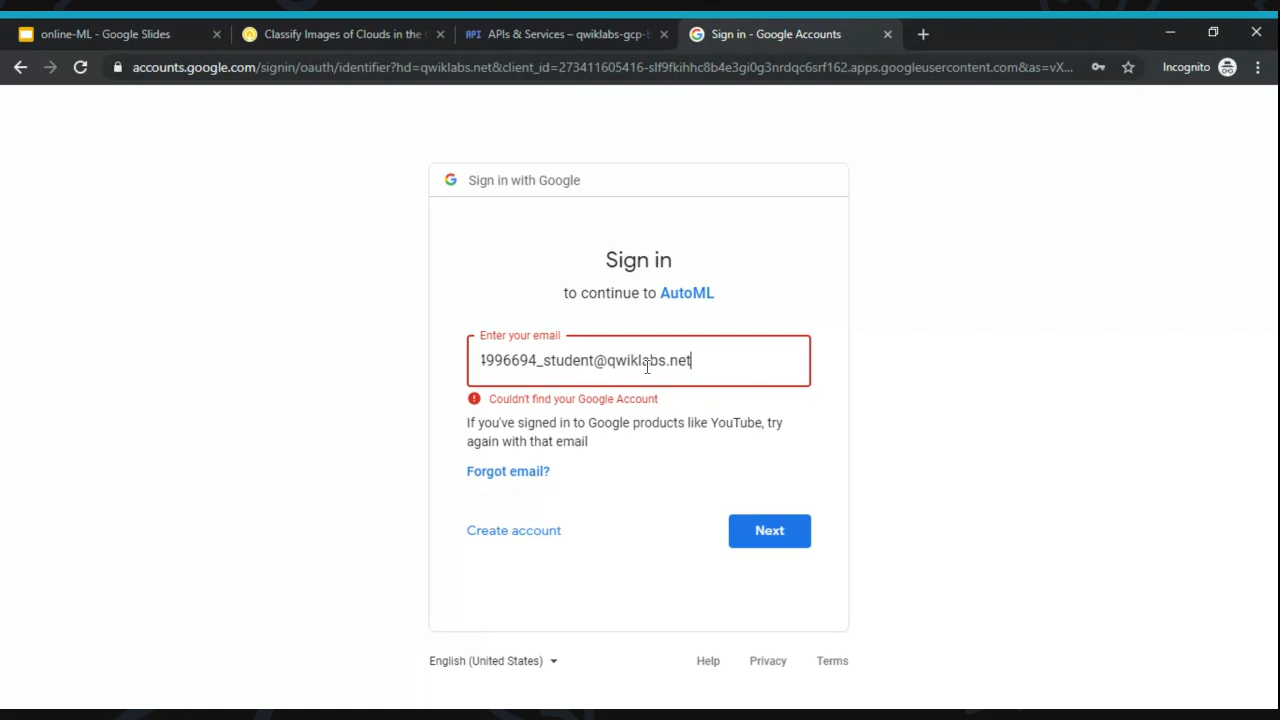 online-ML - Google Slides
Classify Images of Clouds in the
API APIs & Services – qwiklabs-gcp-
Sign in - Google Accounts
accounts.google.com/signin/oauth/identifier?hd=qwiklabs.net&client_id=273411605416-slf9fkihhc8b4e3gi0g3nrdqc6srf162.apps.googleusercontent.com&as=vX...
Incognito
G Sign in with Google
Sign in
to continue to AutoML
Enter your email
4996694_student@qwiklabs.net
Couldn't find your Google Account
If you've signed in to Google products like YouTube, try
again with that email
Forgot email?
Create account
Next
English (United States)
Help
Privacy
Terms